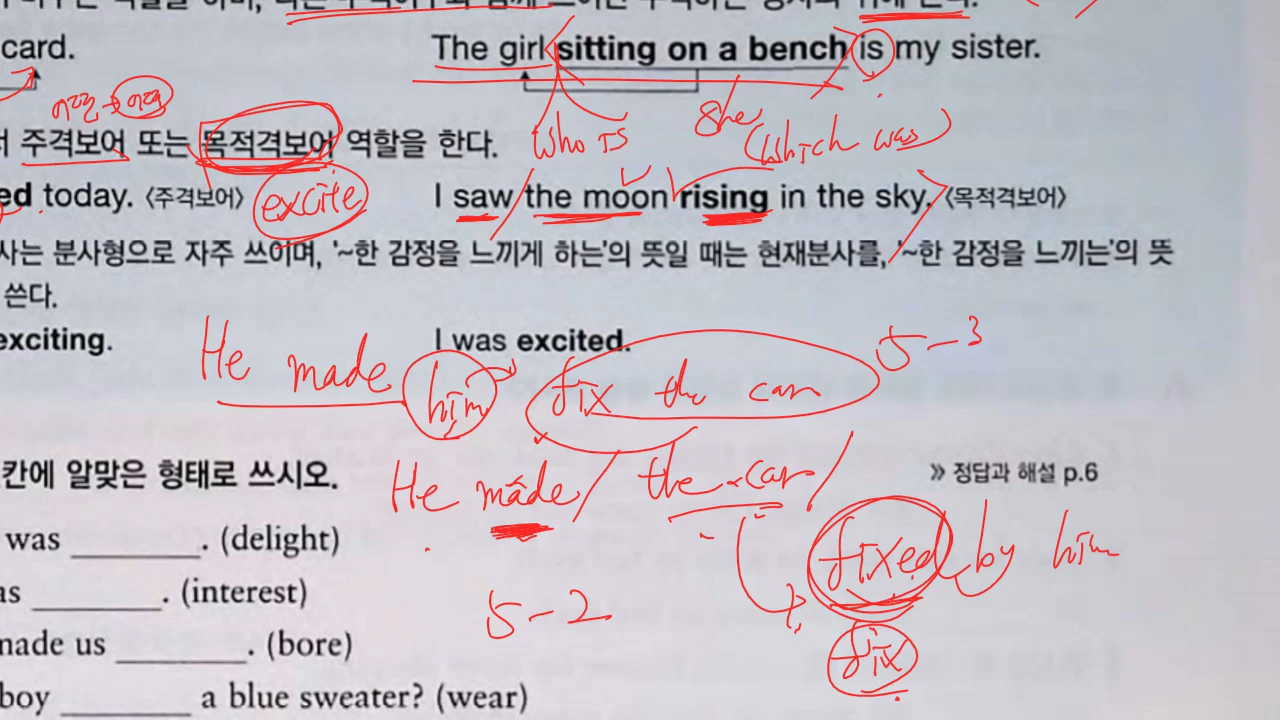 역할을 하며,
card. The girl sitting on a bench is my sister.
who is she (which was)
주격보어 또는 목적격보어 역할을 한다.
ed today. 〈주격보어〉 excite I saw the moon rising in the sky. 〈목적격보어〉
사는 분사형으로 자주 쓰이며, '~한 감정을 느끼게 하는'의 뜻일 때는 현재분사를, '~한 감정을 느끼는'의 뜻
쓴다.
exciting. I was excited.
He made him fix the car 5-3
칸에 알맞은 형태로 쓰시오. » 정답과 해설 p.6
He made / the car / fixed by him
was ________. (delight)
as ________. (interest)
5-2
fix
made us ________. (bore)
boy ________ a blue sweater? (wear)